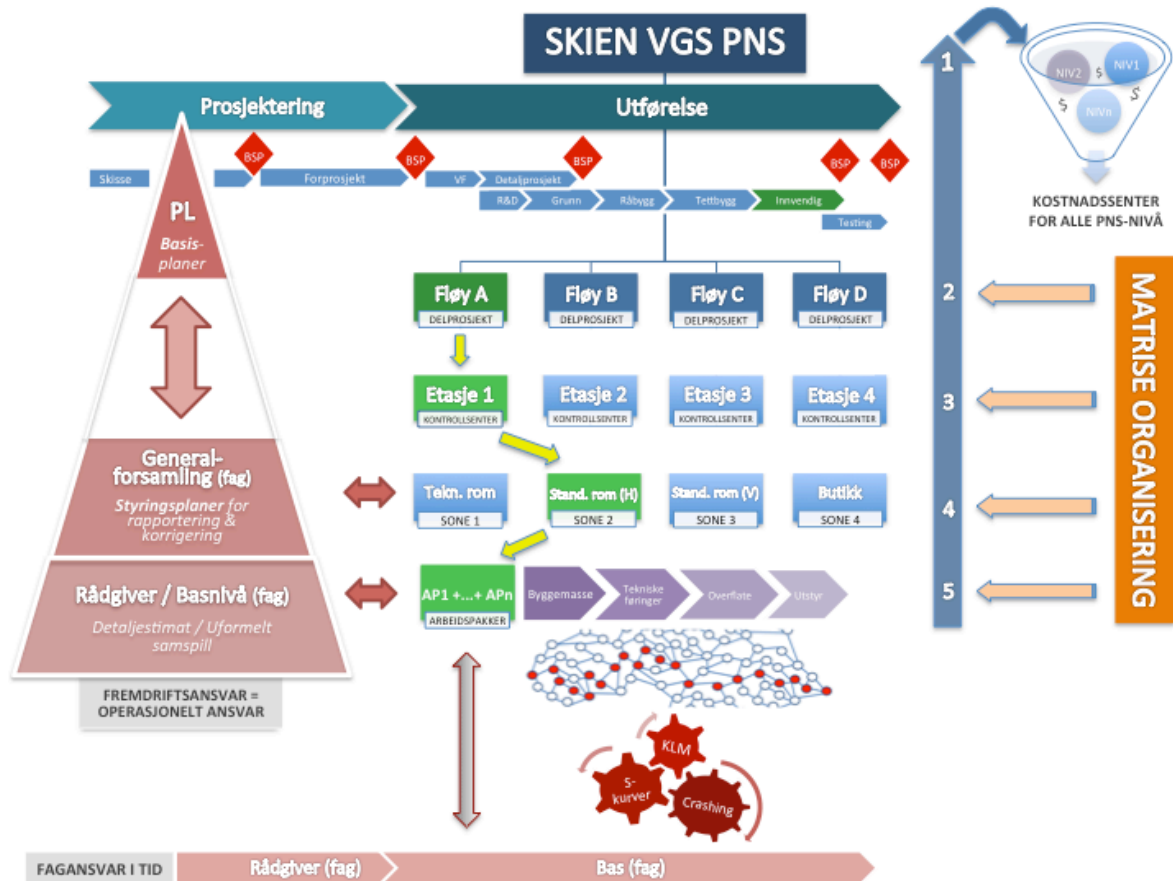 SKIEN VGS PNS
Prosjektering
Utførelse
BSP
BSP
BSP
BSP
BSP
Skisse
Forprosjekt
VF
Detaljprosjekt
R&D
Grunn
Råbygg
Tettbygg
Innvendig
Testing
PL
Basis-
planer
General-
forsamling (fag)
Styringsplaner for
rapportering &
korrigering
Rådgiver / Basnivå (fag)
Detaljestimat / Uformelt
samspill
FREMDRIFTSANSVAR =
OPERASJONELT ANSVAR
Fløy A
DELPROSJEKT
Fløy B
DELPROSJEKT
Fløy C
DELPROSJEKT
Fløy D
DELPROSJEKT
Etasje 1
KONTROLLSENTER
Etasje 2
KONTROLLSENTER
Etasje 3
KONTROLLSENTER
Etasje 4
KONTROLLSENTER
Tekn. rom
SONE 1
Stand. rom (H)
SONE 2
Stand. rom (V)
SONE 3
Butikk
SONE 4
AP1 +...+ APn
ARBEIDSPAKKER
Byggemasse
Tekniske
føringer
Overflate
Utstyr
KLM
S-
kurver
Crashing
1
2
3
4
5
NIV2
$
NIV1
$
$
NIVn
KOSTNADSSENTER
FOR ALLE PNS-NIVÅ
MATRISE ORGANISERING
FAGANSVAR I TID
Rådgiver (fag)
Bas (fag)